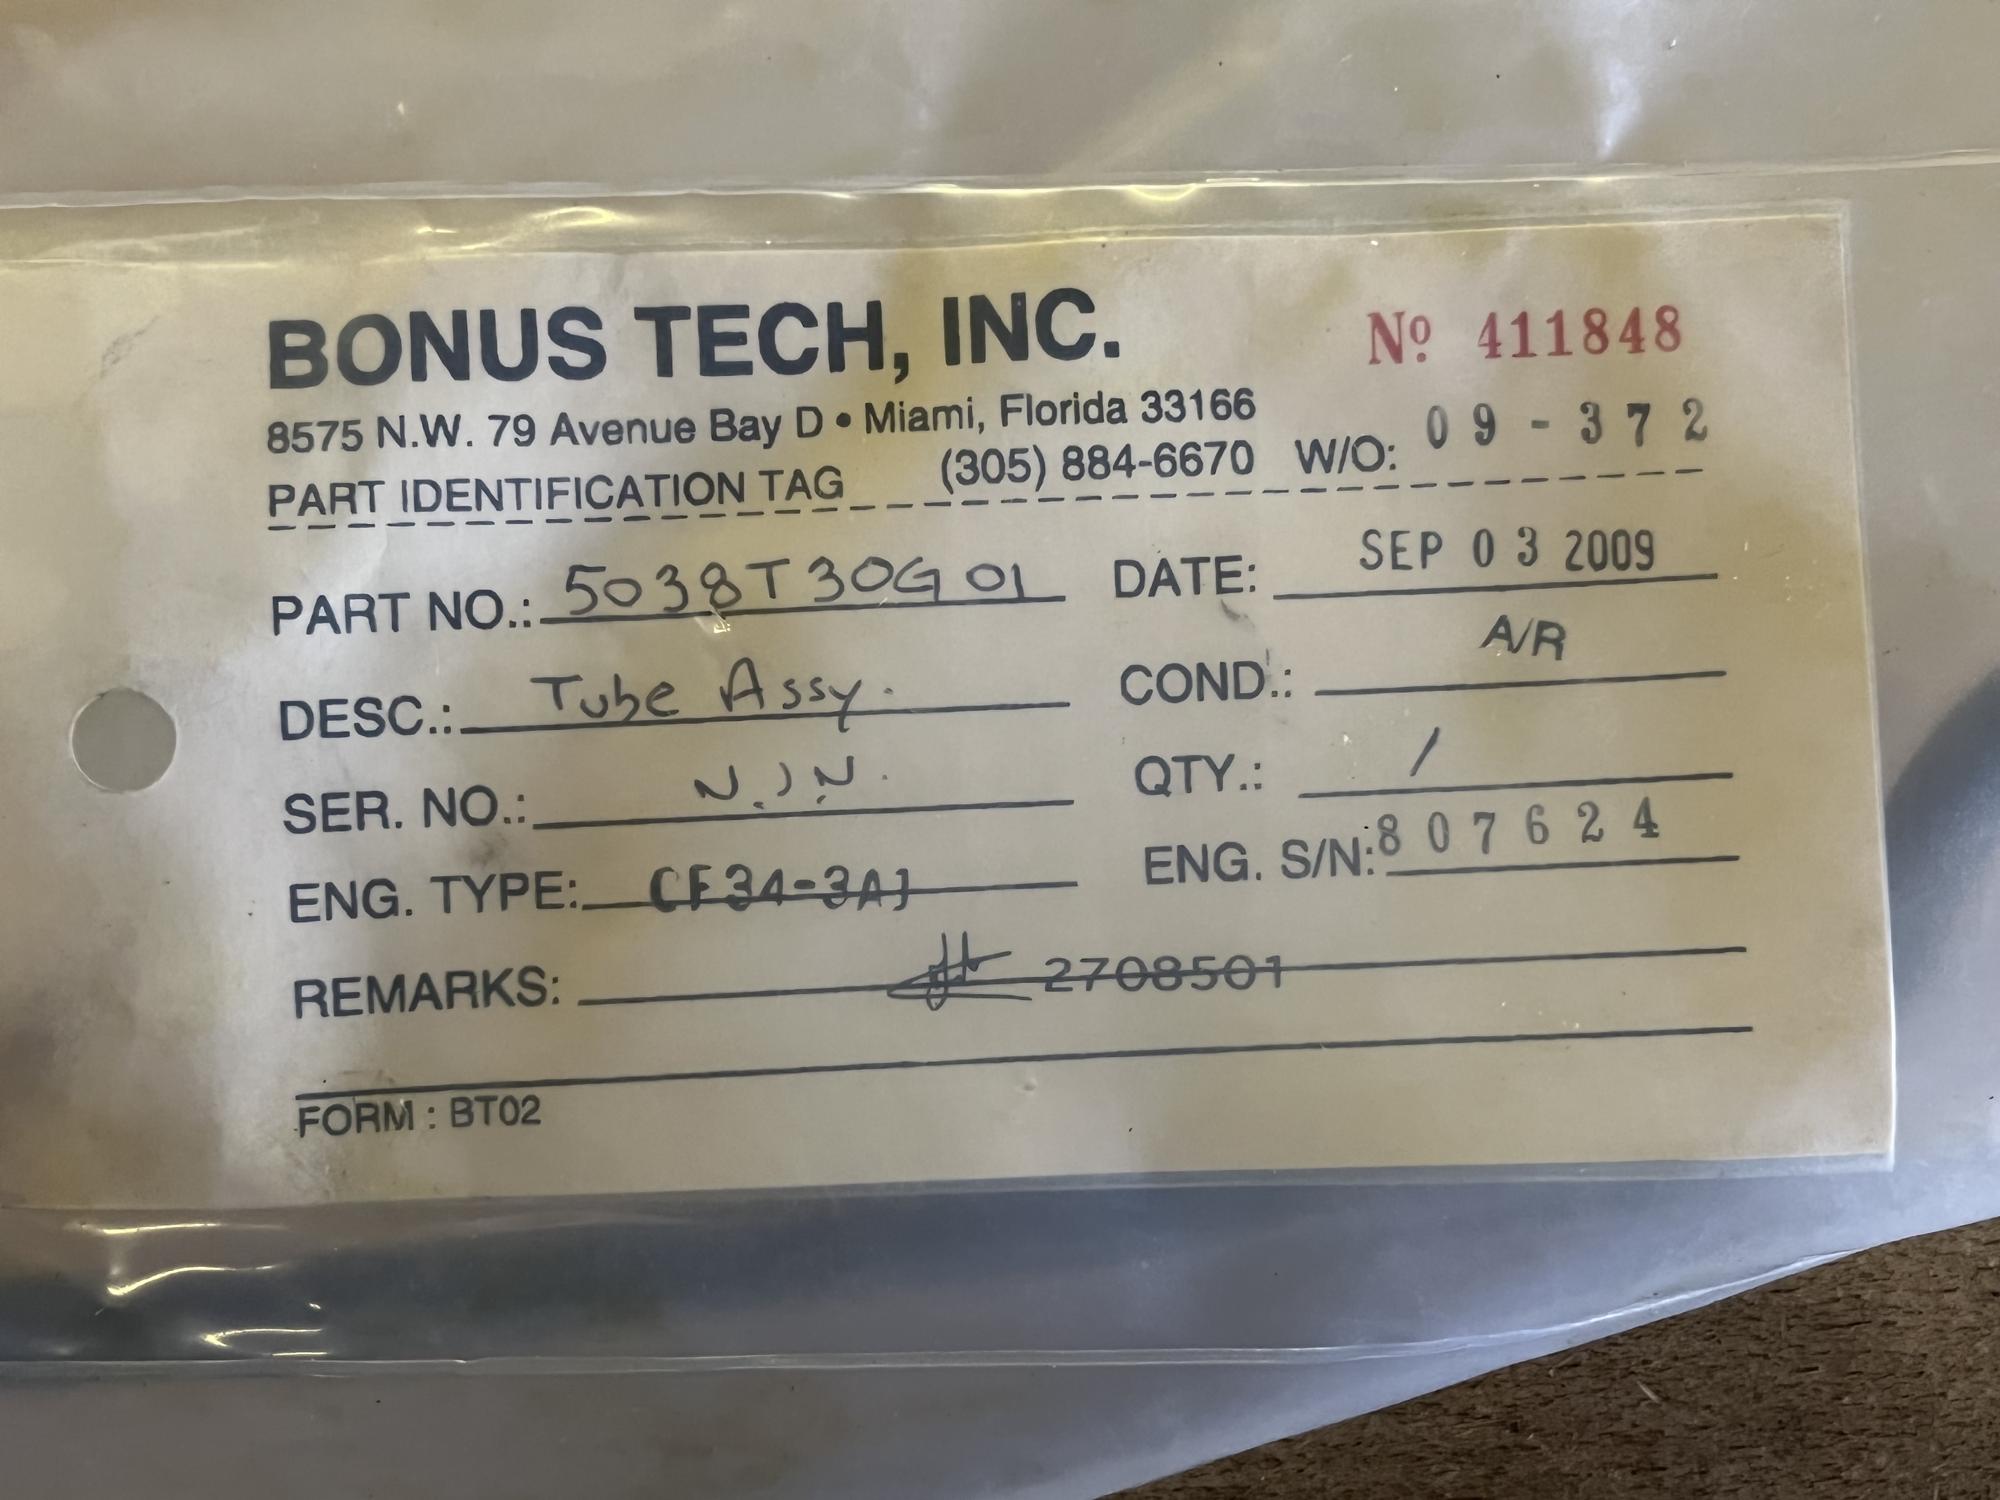 BONUS TECH, INC.
Nº 411848
8575 N.W. 79 Avenue Bay D • Miami, Florida 33166
PART IDENTIFICATION TAG (305) 884-6670 W/O: 09-372
PART NO.: 5038T30G01 DATE: SEP 03 2009
DESC.: Tube Assy. COND.: A/R
SER. NO.: QTY.: 1
ENG. TYPE: CF34-3A1 ENG. S/N: 807624
REMARKS: 2708501
FORM : BT02